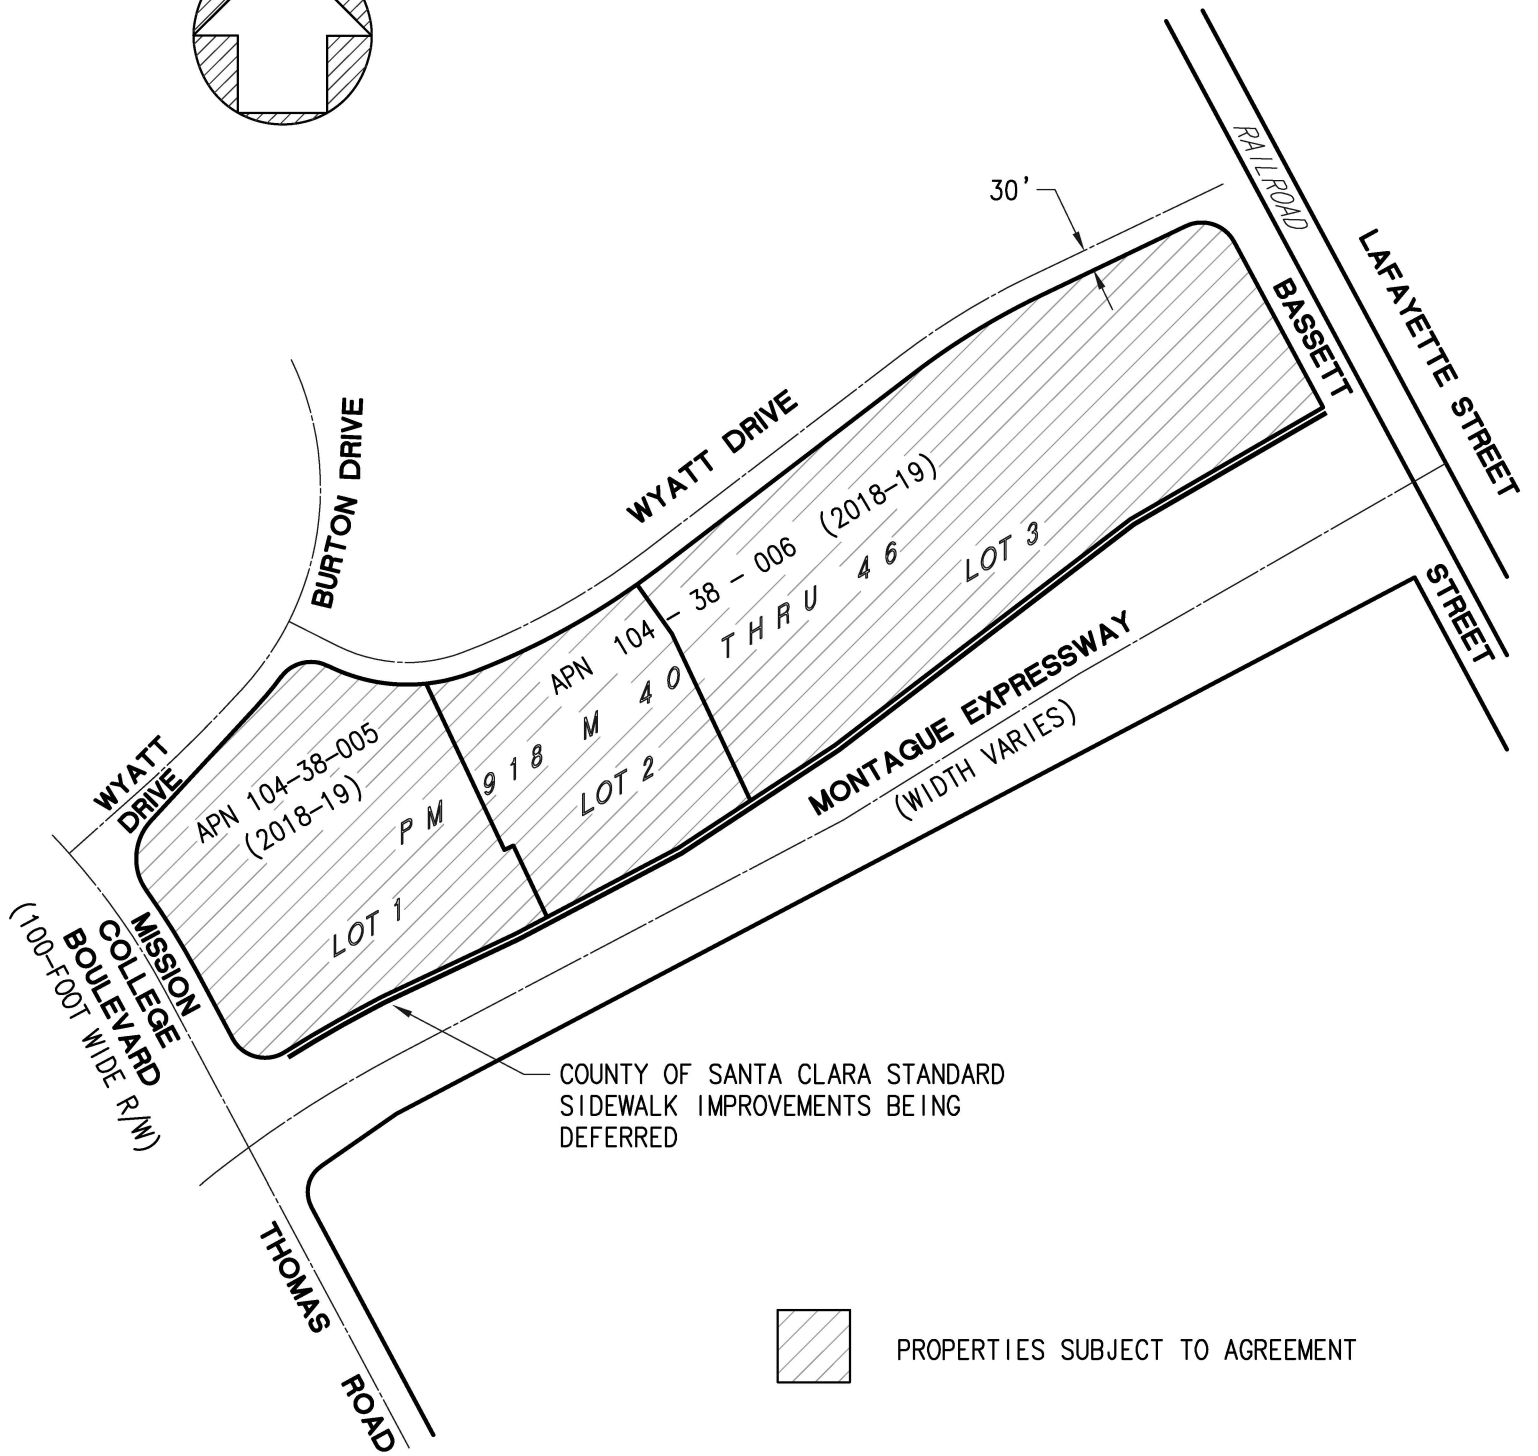 30'
RAILROAD
LAFAYETTE STREET
BASSETT
STREET
BURTON DRIVE
WYATT DRIVE
APN 104-38-006 (2018-19)
PM 918 M 40 THRU 46
LOT 3
LOT 2
LOT 1
WYATT
DRIVE
APN 104-38-005
(2018-19)
MONTAGUE EXPRESSWAY
(WIDTH VARIES)
MISSION
COLLEGE
BOULEVARD
(100-FOOT WIDE R/W)
COUNTY OF SANTA CLARA STANDARD
SIDEWALK IMPROVEMENTS BEING
DEFERRED
THOMAS ROAD
PROPERTIES SUBJECT TO AGREEMENT